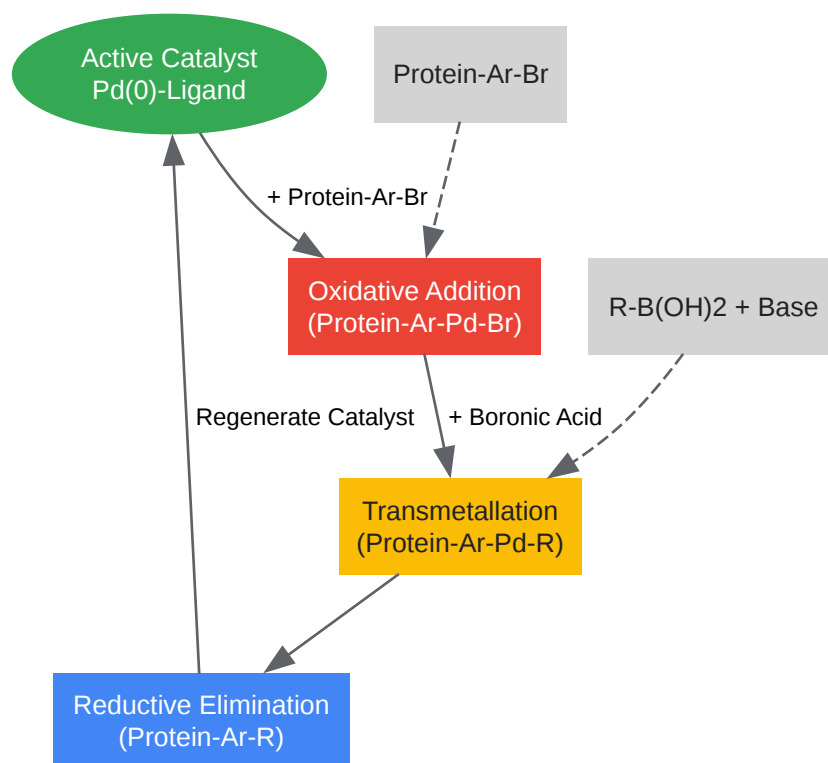 Active Catalyst
Pd(0)-Ligand
Protein-Ar-Br
+ Protein-Ar-Br
Oxidative Addition
(Protein-Ar-Pd-Br)
R-B(OH)2 + Base
Regenerate Catalyst
+ Boronic Acid
Transmetallation
(Protein-Ar-Pd-R)
Reductive Elimination
(Protein-Ar-R)